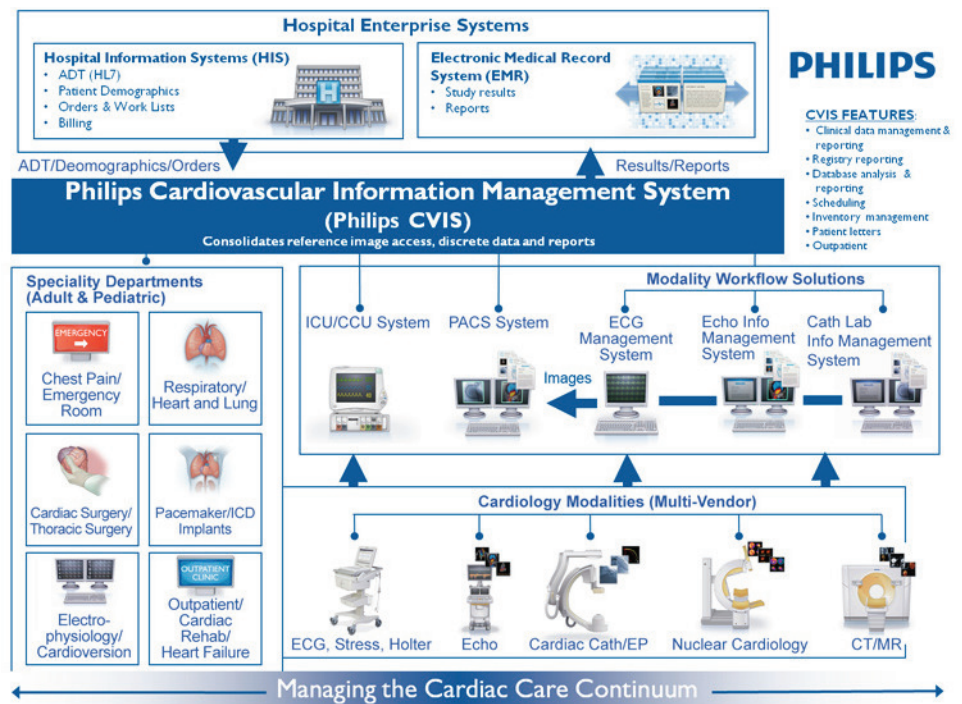 Hospital Enterprise Systems
Hospital Information Systems (HIS)
• ADT (HL7)
• Patient Demographics
• Orders & Work Lists
• Billing
H
Electronic Medical Record
System (EMR)
• Study results
• Reports
PHILIPS
CVIS FEATURES:
• Clinical data management &
reporting
• Registry reporting
• Database analysis &
reporting
• Scheduling
• Inventory management
• Patient letters
• Outpatient
ADT/Deomographics/Orders
Results/Reports
Philips Cardiovascular Information Management System
(Philips CVIS)
Consolidates reference image access, discrete data and reports
Speciality Departments
(Adult & Pediatric)
EMERGENCY
Chest Pain/
Emergency
Room
Respiratory/
Heart and Lung
Cardiac Surgery/
Thoracic Surgery
Pacemaker/ICD
Implants
Electro-
physiology/
Cardioversion
OUTPATIENT
CLINIC
Outpatient/
Cardiac
Rehab/
Heart Failure
Modality Workflow Solutions
ICU/CCU System
PACS System
ECG
Management
System
Echo Info
Management
System
Cath Lab
Info Management
System
Images
Cardiology Modalities (Multi-Vendor)
ECG, Stress, Holter
Echo
Cardiac Cath/EP
Nuclear Cardiology
CT/MR
Managing the Cardiac Care Continuum